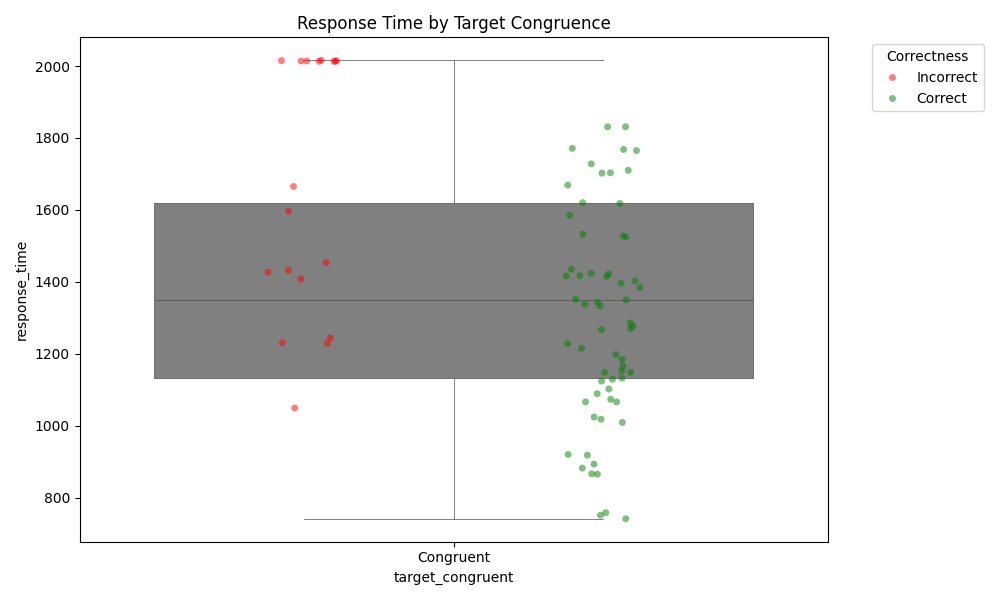 Response Time by Target Congruence
Correctness
Incorrect
Correct
response_time
2000
1800
1600
1400
1200
1000
800
Congruent
target_congruent